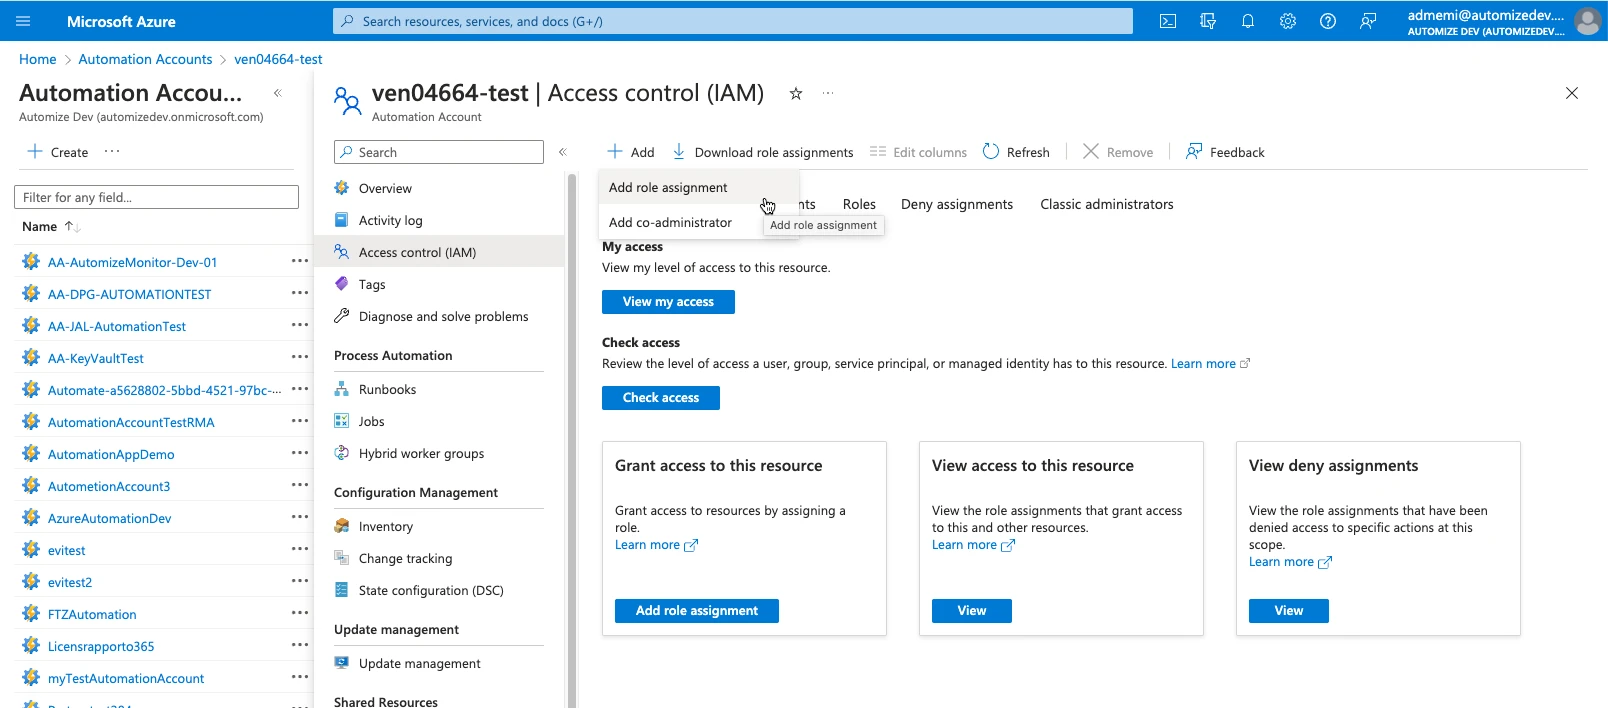 Microsoft Azure
Search resources, services, and docs (G+/)
admemi@automizedev....
AUTOMIZE DEV (AUTOMIZEDEV....
Home > Automation Accounts > ven04664-test
Automation Accou...
Automize Dev (automizedev.onmicrosoft.com)
Create
Filter for any field...
Name
AA-AutomizeMonitor-Dev-01
AA-DPG-AUTOMATIONTEST
AA-JAL-AutomationTest
AA-KeyVaultTest
Automate-a5628802-5bbd-4521-97bc-...
AutomationAccountTestRMA
AutomationAppDemo
AutometionAccount3
AzureAutomationDev
evitest
evitest2
FTZAutomation
Licensrapporto365
myTestAutomationAccount
ven04664-test | Access control (IAM)
Automation Account
Search
Overview
Activity log
Access control (IAM)
Tags
Diagnose and solve problems
Process Automation
Runbooks
Jobs
Hybrid worker groups
Configuration Management
Inventory
Change tracking
State configuration (DSC)
Update management
Update management
Shared Resources
Add Download role assignments Edit columns Refresh Remove Feedback
Add role assignment
Add co-administrator
Add role assignment
Roles Deny assignments Classic administrators
My access
View my level of access to this resource.
View my access
Check access
Review the level of access a user, group, service principal, or managed identity has to this resource. Learn more
Check access
Grant access to this resource
Grant access to resources by assigning a
role.
Learn more
Add role assignment
View access to this resource
View the role assignments that grant access
to this and other resources.
Learn more
View
View deny assignments
View the role assignments that have been
denied access to specific actions at this
scope.
Learn more
View